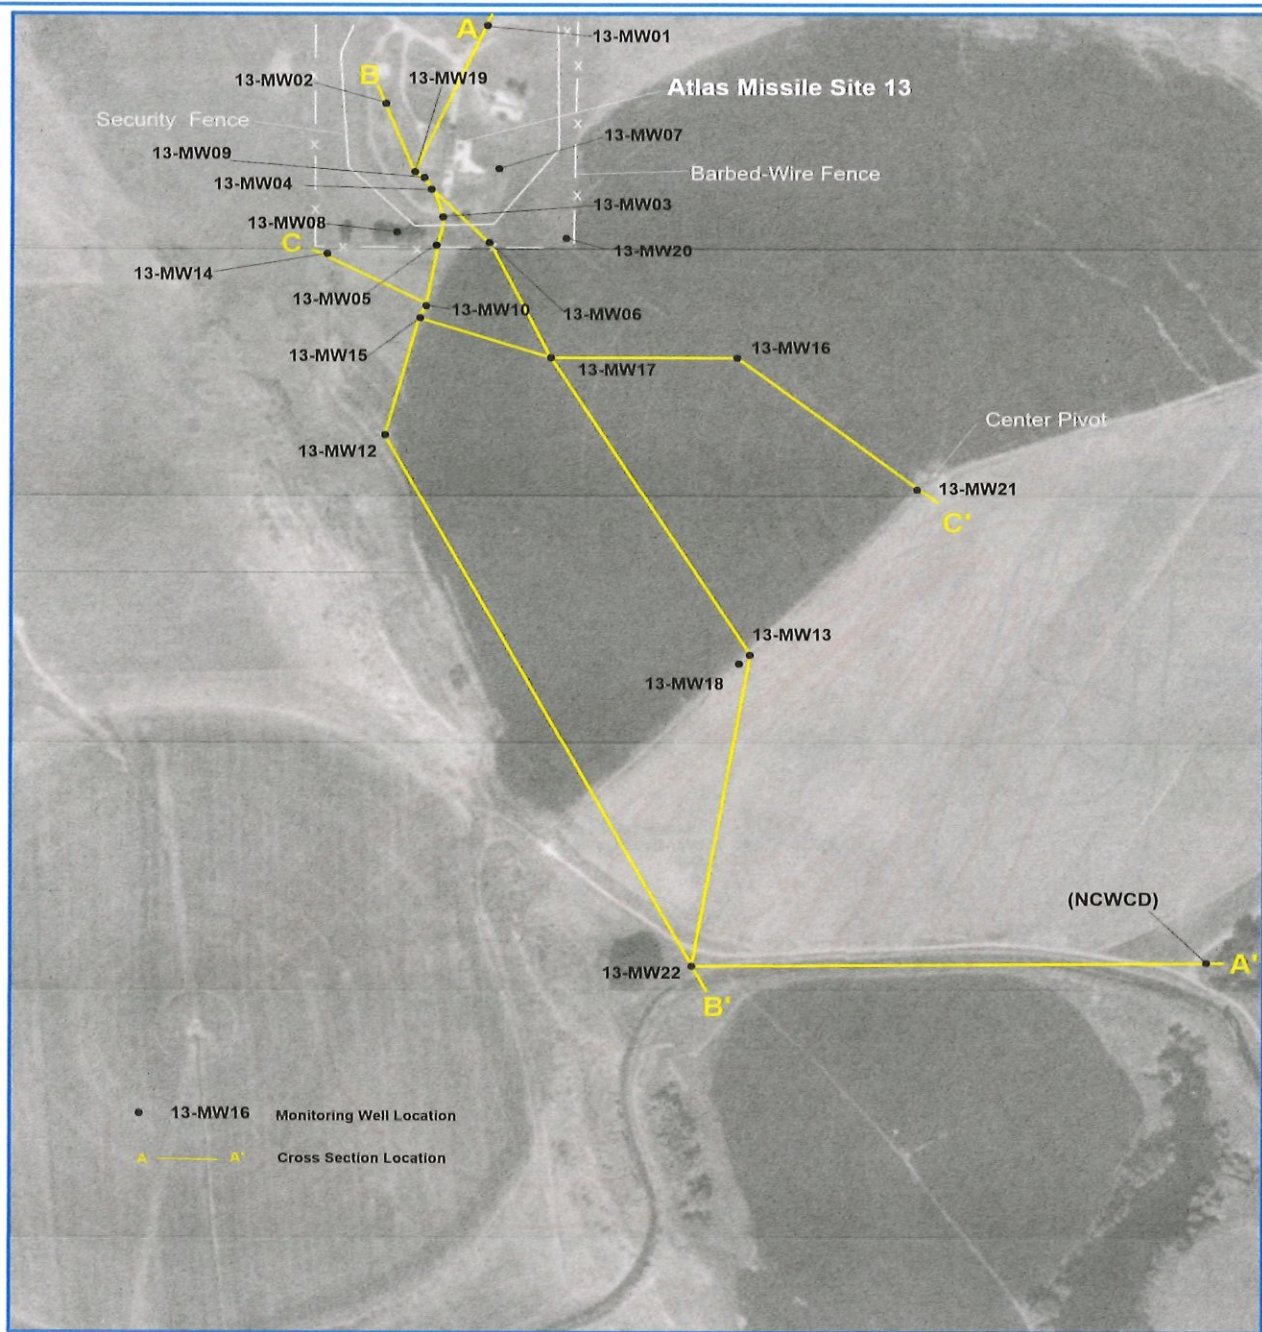 A
13-MW01
B
13-MW19
13-MW02
Atlas Missile Site 13
Security Fence
13-MW07
13-MW09
Barbed-Wire Fence
13-MW04
13-MW03
13-MW08
C
13-MW20
13-MW14
13-MW05
13-MW10
13-MW06
13-MW15
13-MW16
13-MW17
Center Pivot
13-MW12
13-MW21
C'
13-MW13
13-MW18
(NCWCD)
13-MW22
A'
B'
13-MW16 Monitoring Well Location
A A' Cross Section Location